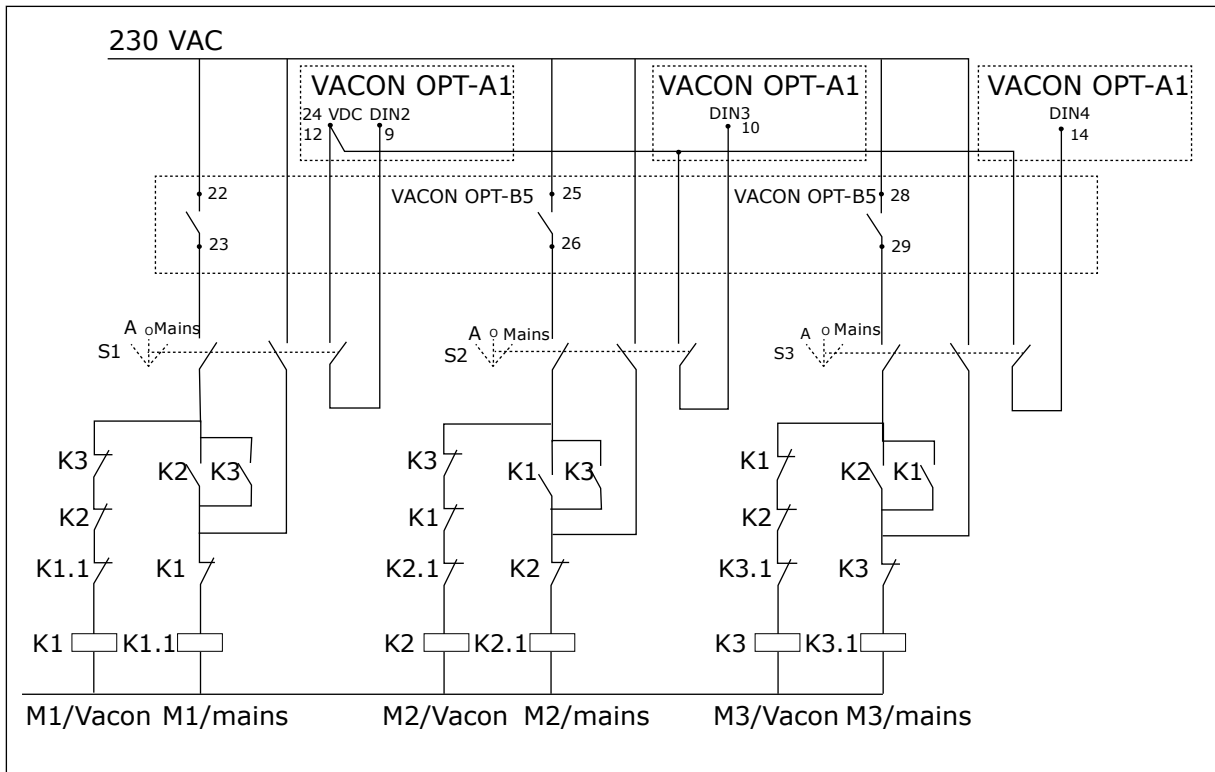 230 VAC
VACON OPT-A1 VACON OPT-A1 VACON OPT-A1
24 VDC DIN2 DIN3 DIN4
12 9 10 14
22 VACON OPT-B5 25 VACON OPT-B5 28
23 26 29
A o Mains A o Mains A o Mains
S1 S2 S3
K3 K2 K3 K3 K1 K3 K1 K2 K1
K2 K1 K2
K1.1 K1 K2.1 K2 K3.1 K3
K1 K1.1 K2 K2.1 K3 K3.1
M1/Vacon M1/mains M2/Vacon M2/mains M3/Vacon M3/mains